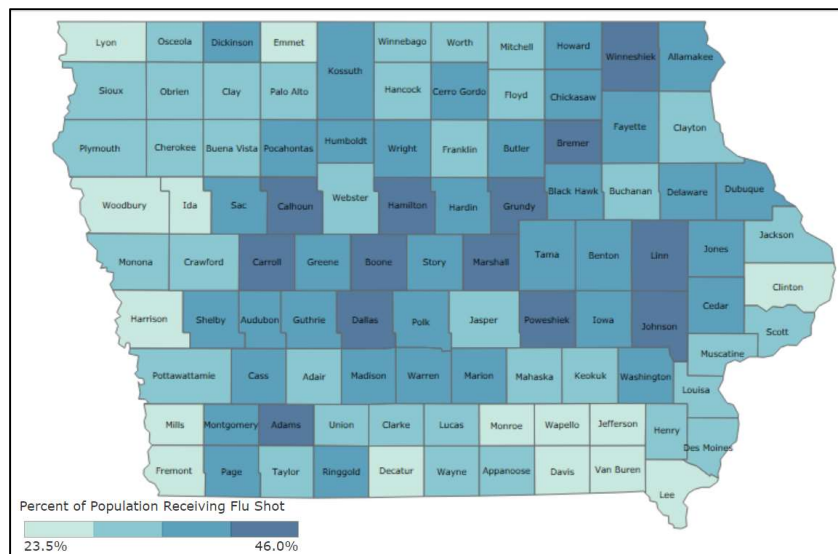 Lyon Osceola Dickinson Emmet Winnebago Worth Mitchell Howard Winneshiek Allamakee
Kossuth
Sioux Obrien Clay Palo Alto Hancock Cerro Gordo Floyd Chickasaw
Fayette Clayton
Plymouth Cherokee Buena Vista Pocahontas Humboldt Wright Franklin Butler Bremer
Woodbury Ida Sac Calhoun Webster Hamilton Hardin Grundy Black Hawk Buchanan Delaware Dubuque
Jackson
Monona Crawford Carroll Greene Boone Story Marshall Tama Benton Linn Jones
Clinton
Harrison Shelby Audubon Guthrie Dallas Polk Jasper Poweshiek Iowa Johnson Cedar
Scott
Muscatine
Pottawattamie Cass Adair Madison Warren Marion Mahaska Keokuk Washington
Louisa
Mills Montgomery Adams Union Clarke Lucas Monroe Wapello Jefferson Henry
Des Moines
Fremont Page Taylor Ringgold Decatur Wayne Appanoose Davis Van Buren
Lee
Percent of Population Receiving Flu Shot
23.5% 46.0%